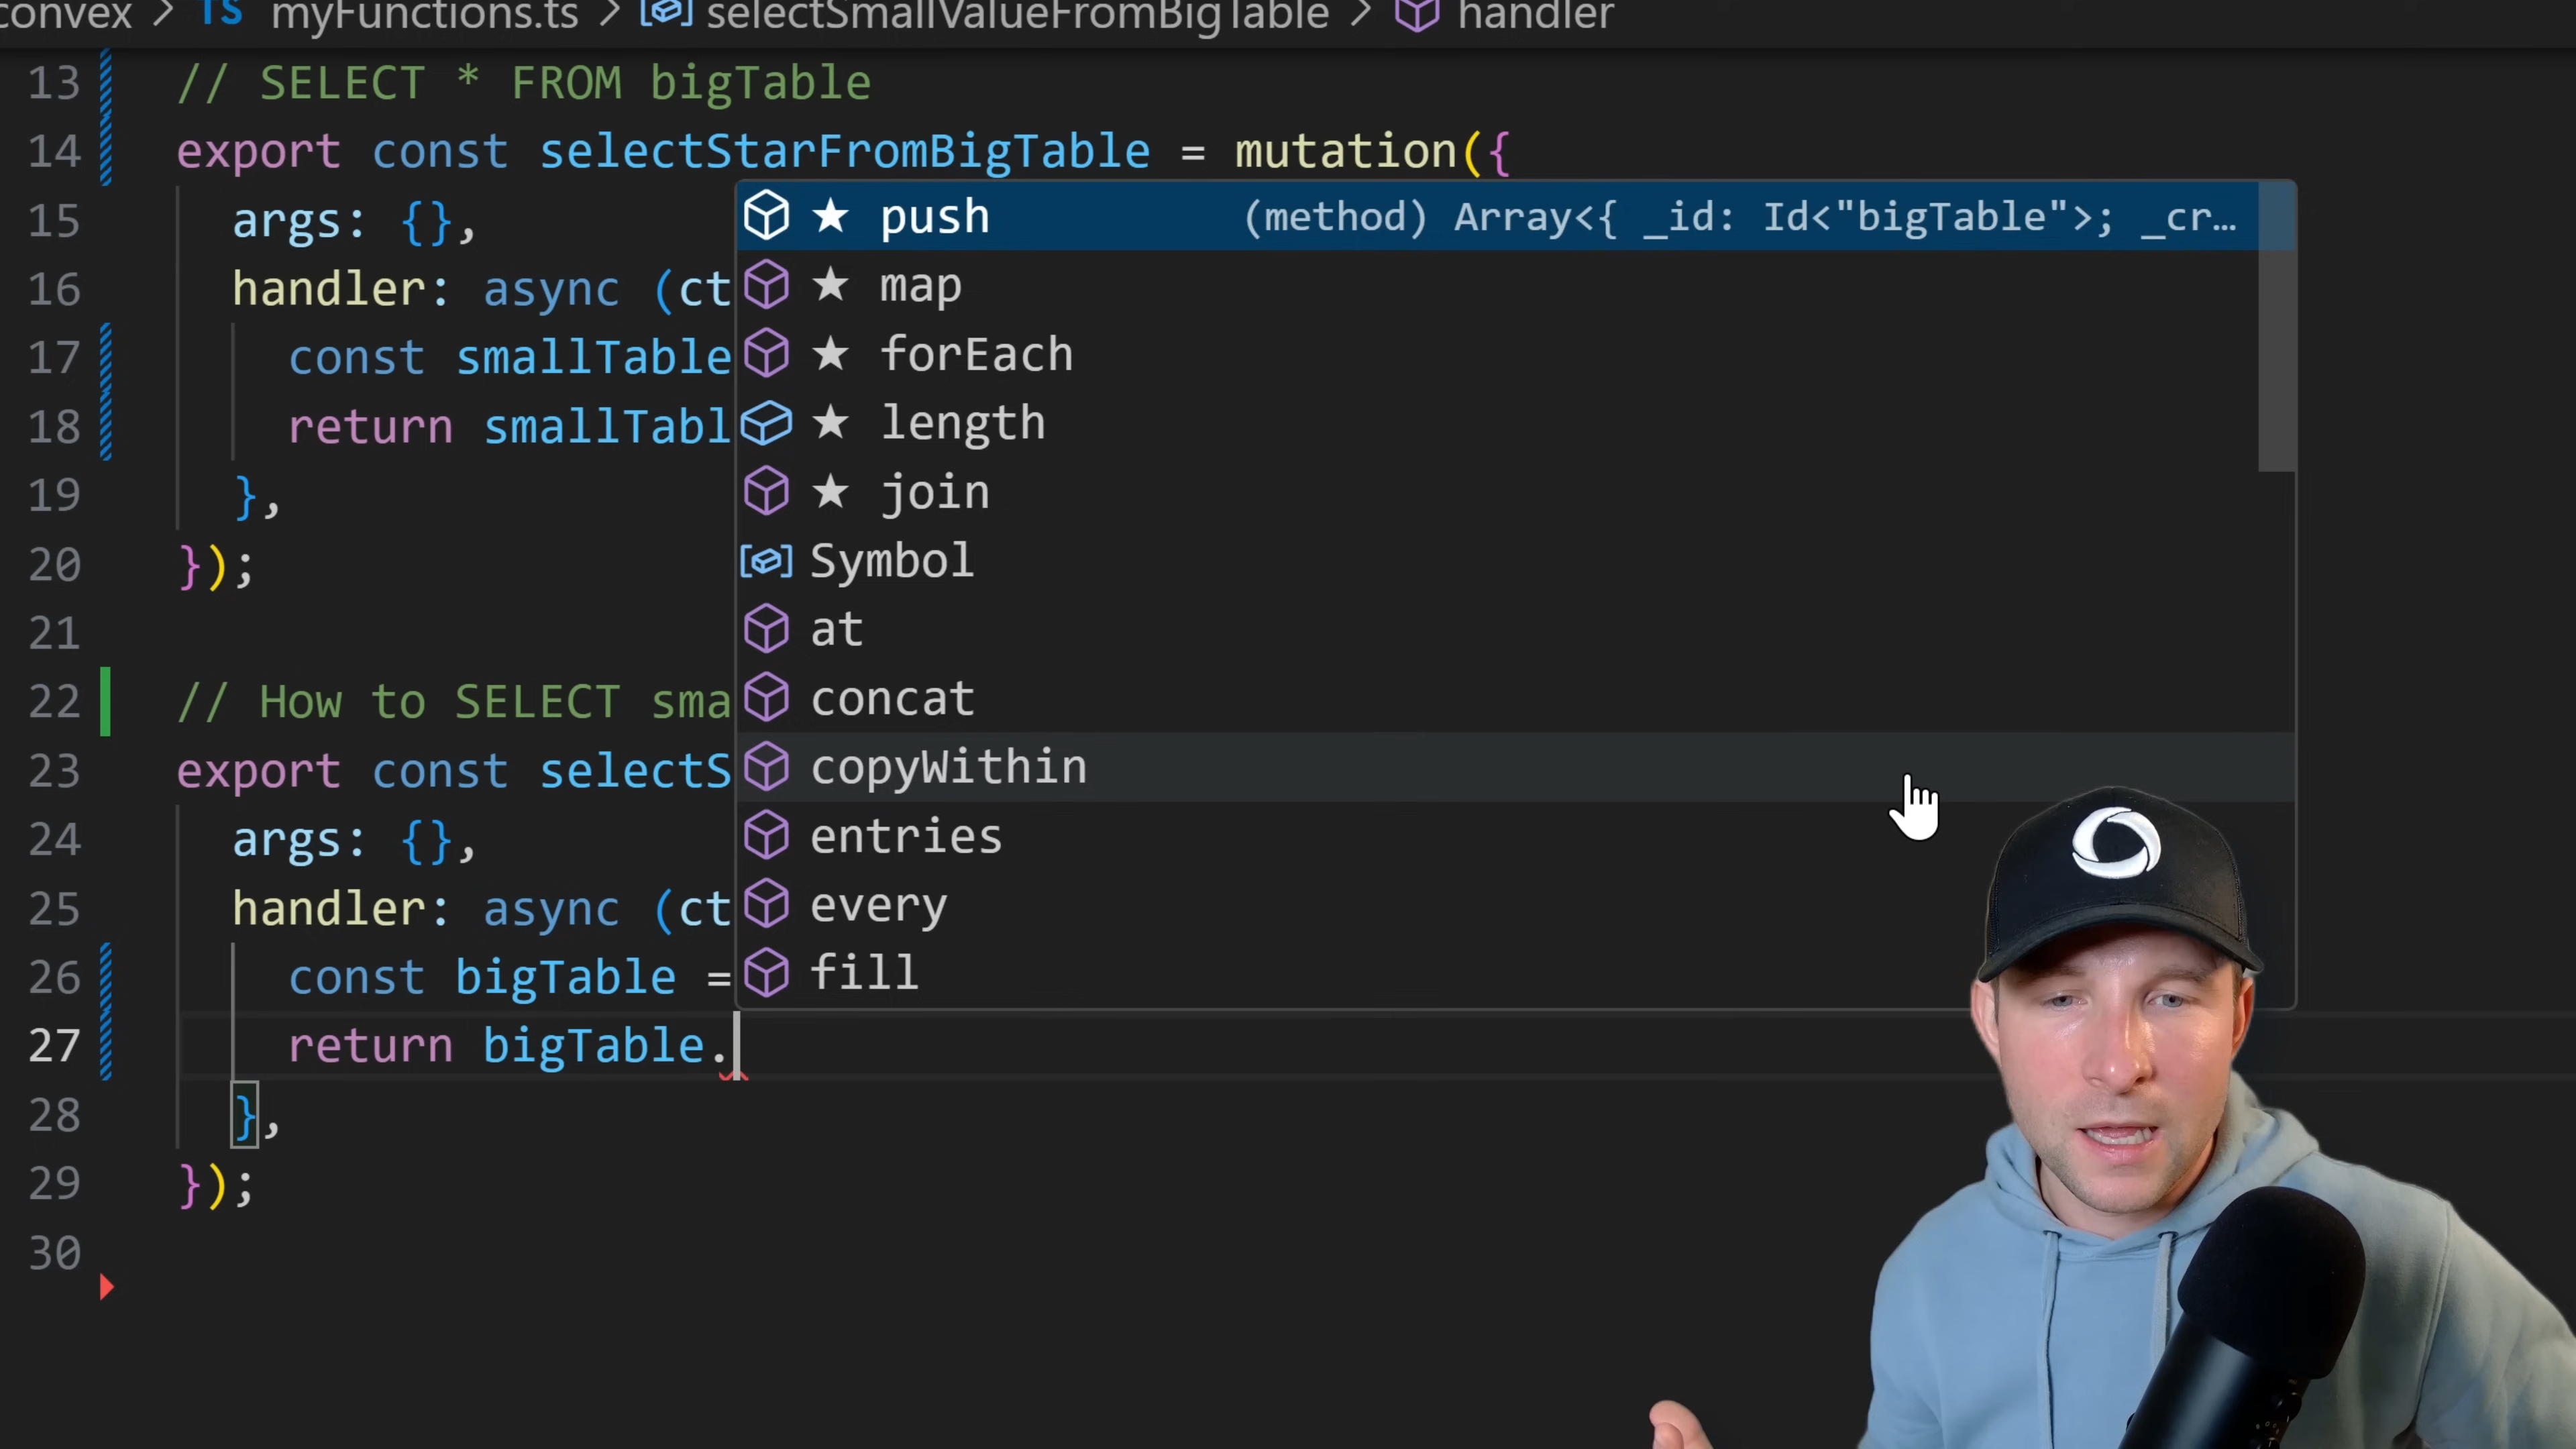 convex > TS myFunctions.ts > selectSmallValueFromBigTable > handler
13 // SELECT * FROM bigTable
14 export const selectStarFromBigTable = mutation({
15 args: {},
16 handler: async (ct
17 const smallTable
18 return smallTabl
19 },
20 });
21
22 // How to SELECT sma
23 export const selectS
24 args: {},
25 handler: async (ct
26 const bigTable =
27 return bigTable.
28 },
29 });
30
★ push (method) Array<{ _id: Id<"bigTable">; _cr…
★ map
★ forEach
★ length
★ join
Symbol
at
concat
copyWithin
entries
every
fill